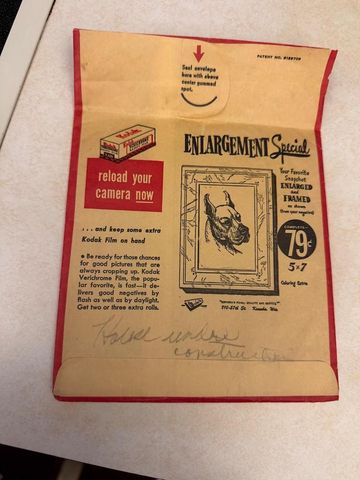 PATENT NO.
Seal envelope
here with above
center gummed
spot.
Kodak
ENLARGEMENT Special
reload your
camera now
Your Favorite
Snapshot
ENLARGED
and
FRAMED
as shown
(from your negative)
COMPLETE
79¢
5x7
Coloring Extra
. . . and keep some extra
Kodak Film on hand
• Be ready for those chances
for good pictures that are
always cropping up. Kodak
Verichrome Film, the popu-
lar favorite, is fast—it de-
livers good negatives by
flash as well as by daylight.
Get two or three extra rolls.
Kenosha, Wis.
House under
construction